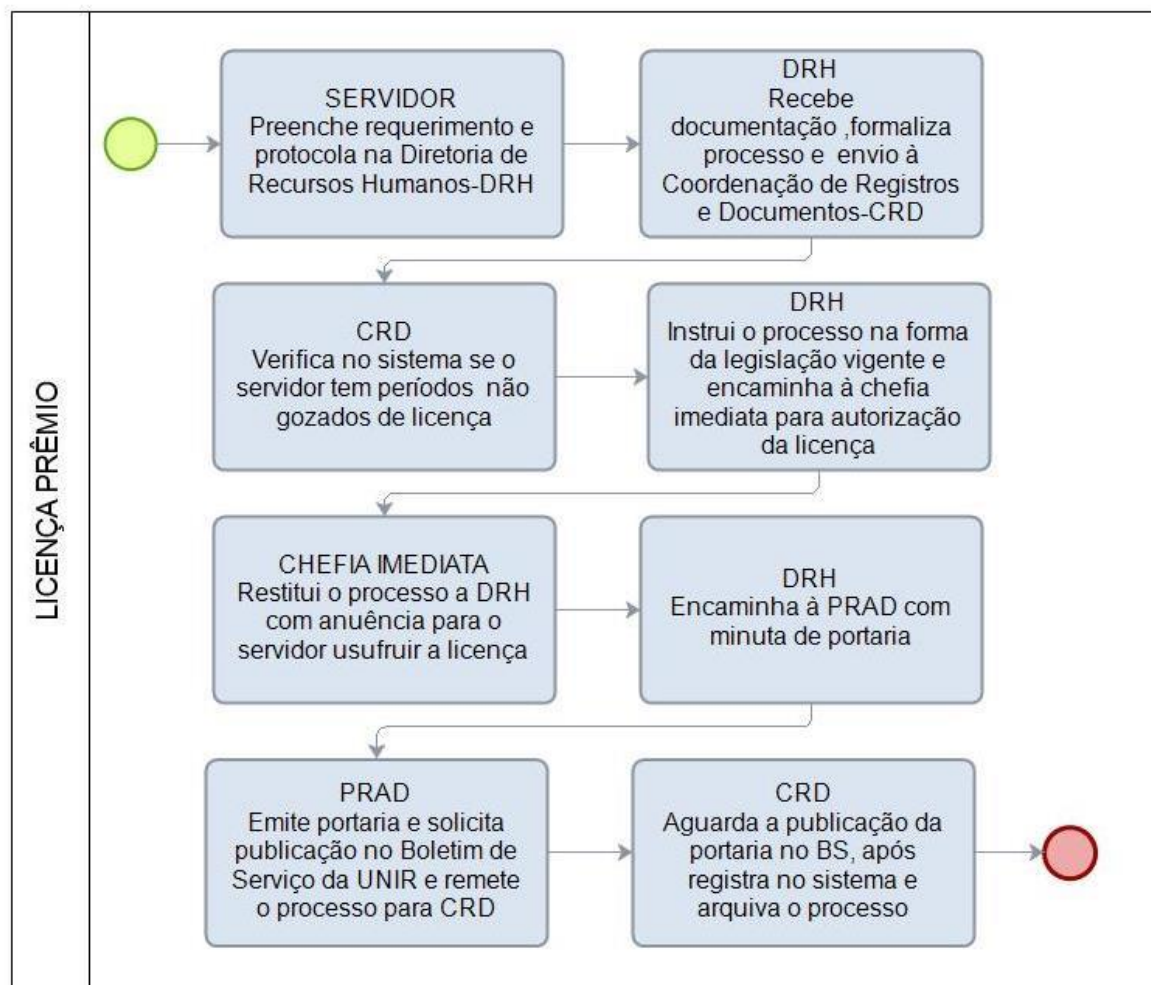 LICENÇA PRÊMIO
SERVIDOR
Preenche requerimento e
protocola na Diretoria de
Recursos Humanos-DRH
DRH
Recebe
documentação ,formaliza
processo e envio à
Coordenação de Registros
e Documentos-CRD
CRD
Verifica no sistema se o
servidor tem períodos não
gozados de licença
DRH
Instrui o processo na forma
da legislação vigente e
encaminha à chefia
imediata para autorização
da licença
CHEFIA IMEDIATA
Restitui o processo a DRH
com anuência para o
servidor usufruir a licença
DRH
Encaminha à PRAD com
minuta de portaria
PRAD
Emite portaria e solicita
publicação no Boletim de
Serviço da UNIR e remete
o processo para CRD
CRD
Aguarda a publicação da
portaria no BS, após
registra no sistema e
arquiva o processo